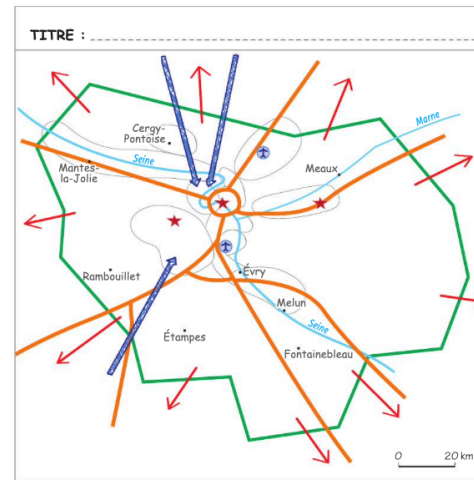 TITRE :
Cergy-
Pontoise
Marne
Seine
Mantes-
la-Jolie
Meaux
Rambouillet
Évry
Melun
Seine
Étampes
Fontainebleau
0 20 km